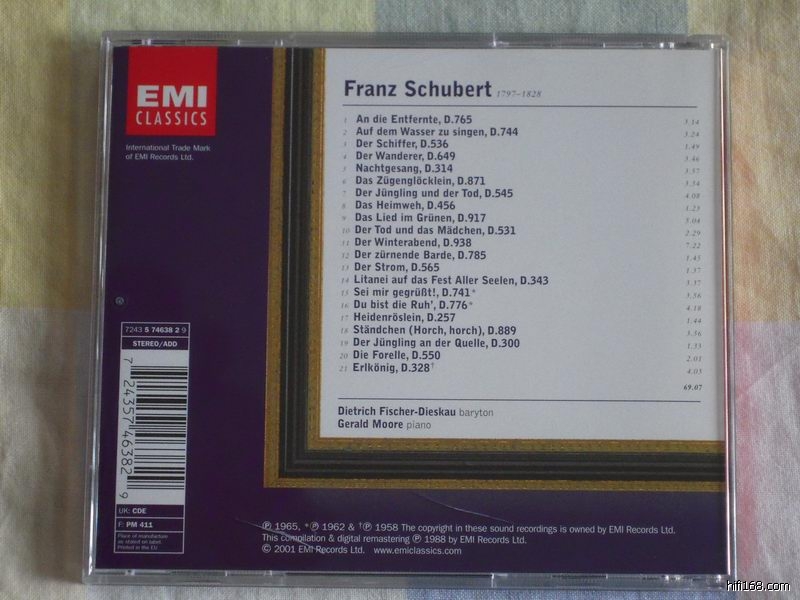 EMI
CLASSICS
International Trade Mark
of EMI Records Ltd.
Franz Schubert 1797–1828
1 An die Entfernte, D.765 3.14
2 Auf dem Wasser zu singen, D.744 3.24
3 Der Schiffer, D.536 1.49
4 Der Wanderer, D.649 3.46
5 Nachtgesang, D.314 3.57
6 Das Zügenglöcklein, D.871 3.54
7 Der Jüngling und der Tod, D.545 4.08
8 Das Heimweh, D.456 1.23
9 Das Lied im Grünen, D.917 5.04
10 Der Tod und das Mädchen, D.531 2.29
11 Der Winterabend, D.938 7.22
12 Der zürnende Barde, D.785 1.45
13 Der Strom, D.565 1.37
14 Litanei auf das Fest Aller Seelen, D.343 3.37
15 Sei mir gegrüßt!, D.741* 3.56
16 Du bist die Ruh', D.776* 4.18
17 Heidenröslein, D.257 1.44
18 Ständchen (Horch, horch), D.889 3.56
19 Der Jüngling an der Quelle, D.300 1.33
20 Die Forelle, D.550 2.01
21 Erlkönig, D.328† 4.03
69.07
Dietrich Fischer-Dieskau baryton
Gerald Moore piano
7243 5 74638 2 9
STEREO/ADD
7 24357 46382 9
UK: CDE
F: PM 411
Place of manufacture
as stated on label.
Printed in the EU
℗ 1965, *℗ 1962 & †℗ 1958 The copyright in these sound recordings is owned by EMI Records Ltd.
This compilation & digital remastering ℗ 1988 by EMI Records Ltd.
© 2001 EMI Records Ltd. www.emiclassics.com
hifi168.com